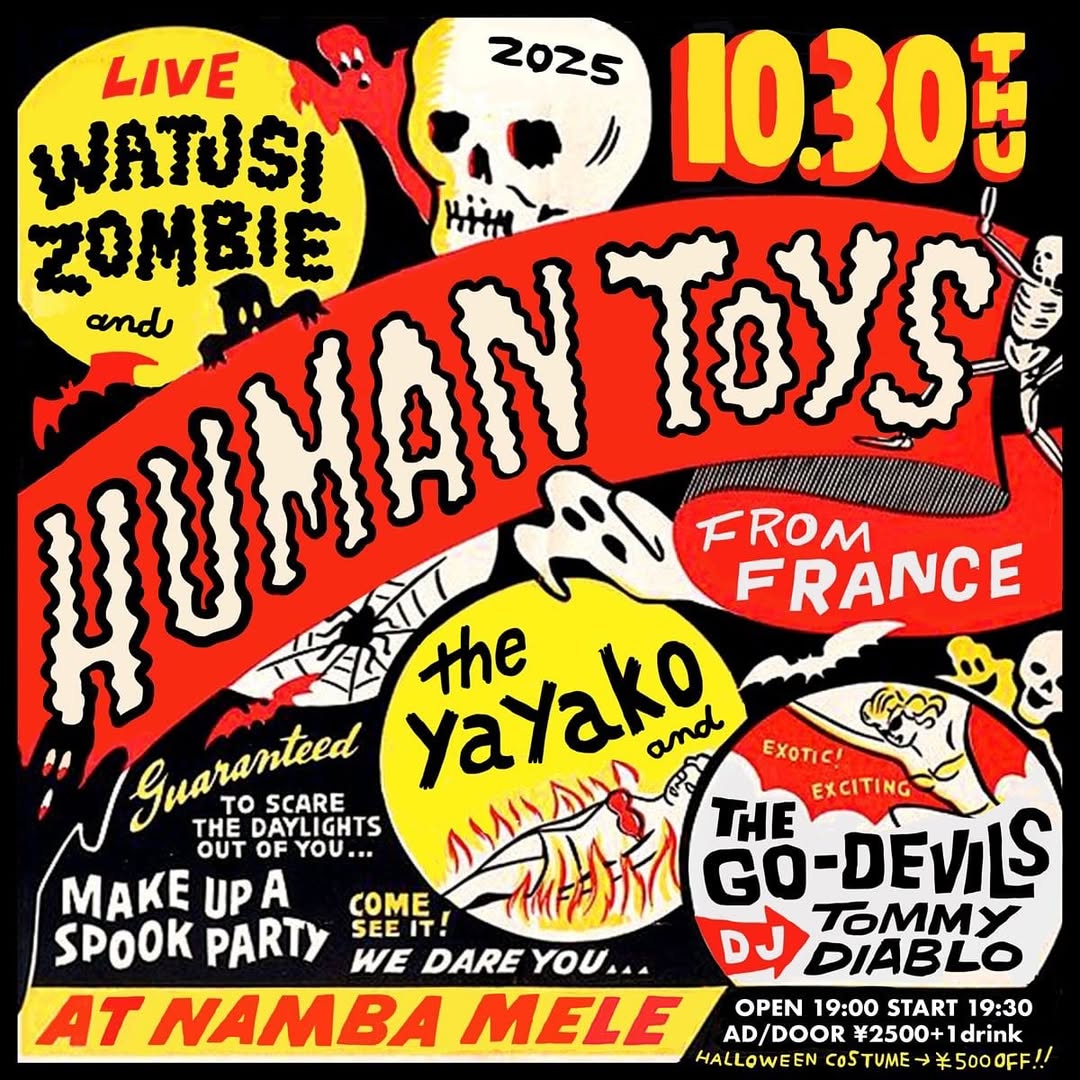 2025
10.30
THU
LIVE
WATUSI
ZOMBIE
and
HUMAN TOYS
FROM
FRANCE
the
yayako
and
EXOTIC!
EXCITING
THE
GO-DEVILS
DJ TOMMY
DIABLO
Guaranteed
TO SCARE
THE DAYLIGHTS
OUT OF YOU...
MAKE UP A
SPOOK PARTY
COME
SEE IT!
WE DARE YOU...
AT NAMBA MELE
OPEN 19:00 START 19:30
AD/DOOR ¥2500+1drink
HALLOWEEN COSTUME→¥500OFF!!